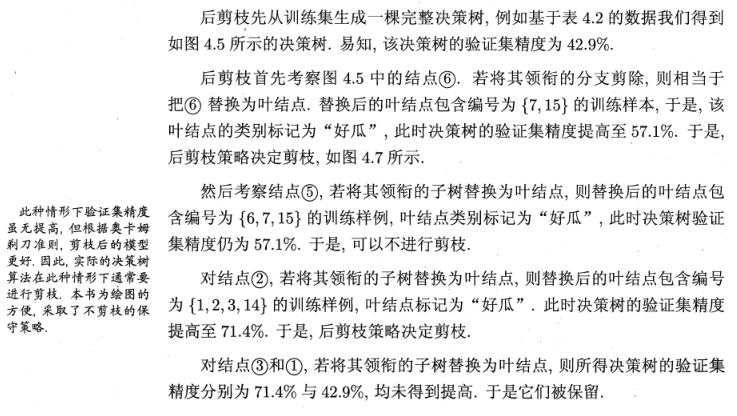 后剪枝先从训练集生成一棵完整决策树, 例如基于表 4.2 的数据我们得到
如图 4.5 所示的决策树. 易知, 该决策树的验证集精度为 42.9%.
后剪枝首先考察图 4.5 中的结点⑥. 若将其领衔的分支剪除, 则相当于
把⑥ 替换为叶结点. 替换后的叶结点包含编号为 {7,15} 的训练样本, 于是, 该
叶结点的类别标记为“好瓜”, 此时决策树的验证集精度提高至 57.1%. 于是,
后剪枝策略决定剪枝, 如图 4.7 所示.
然后考察结点⑤, 若将其领衔的子树替换为叶结点, 则替换后的叶结点包
含编号为 {6,7,15} 的训练样例, 叶结点类别标记为“好瓜”, 此时决策树验证
集精度仍为 57.1%. 于是, 可以不进行剪枝.
此种情形下验证集精度
虽无提高, 但根据奥卡姆
剃刀准则, 剪枝后的模型
更好. 因此, 实际的决策树
算法在此种情形下通常要
进行剪枝. 本书为绘图的
方便, 采取了不剪枝的保
守策略.
对结点②, 若将其领衔的子树替换为叶结点, 则替换后的叶结点包含编号
为 {1,2,3,14} 的训练样例, 叶结点标记为“好瓜”. 此时决策树的验证集精度
提高至 71.4%. 于是, 后剪枝策略决定剪枝.
对结点③和①, 若将其领衔的子树替换为叶结点, 则所得决策树的验证集
精度分别为 71.4% 与 42.9%, 均未得到提高. 于是它们被保留.